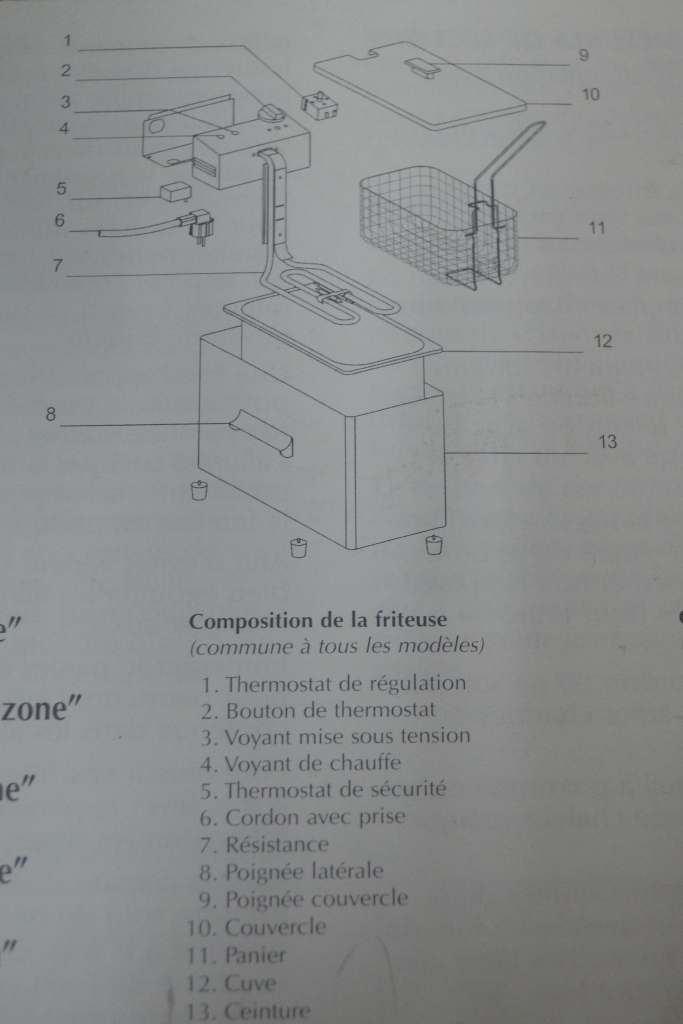 1
2
3
4
5
6
7
8
9
10
11
12
13
e"
zone"
ne"
e"
"
Composition de la friteuse
(commune à tous les modèles)
1. Thermostat de régulation
2. Bouton de thermostat
3. Voyant mise sous tension
4. Voyant de chauffe
5. Thermostat de sécurité
6. Cordon avec prise
7. Résistance
8. Poignée latérale
9. Poignée couvercle
10. Couvercle
11. Panier
12. Cuve
13. Ceinture